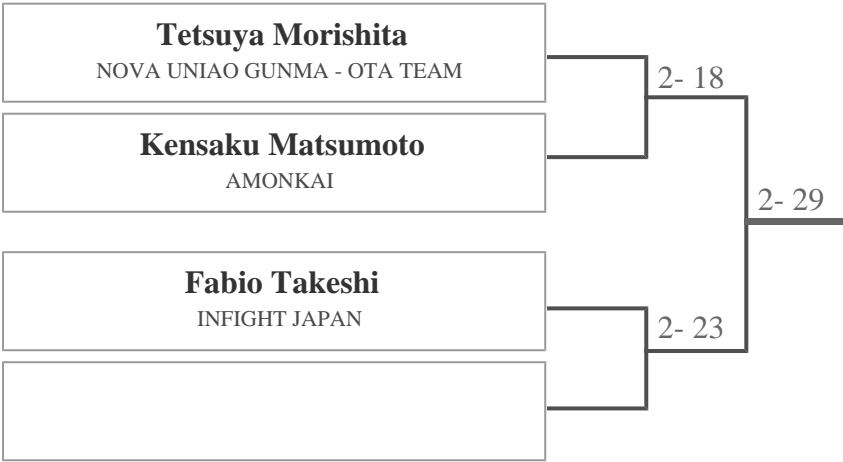 Tetsuya Morishita
NOVA UNIAO GUNMA - OTA TEAM
2- 18
Kensaku Matsumoto
AMONKAI
2- 29
Fabio Takeshi
INFIGHT JAPAN
2- 23